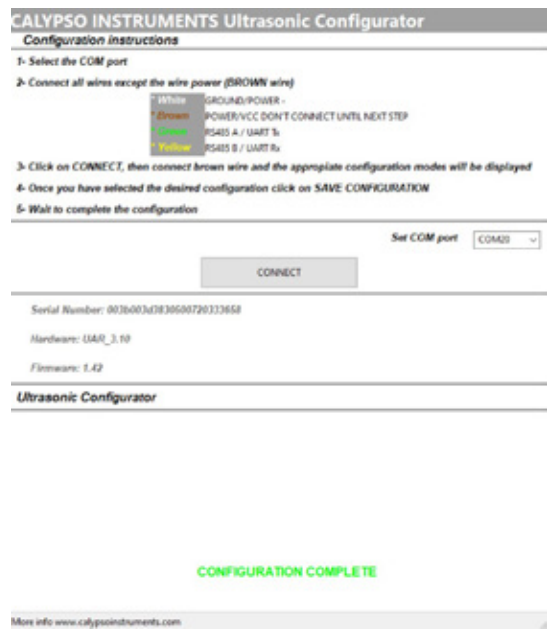 CALYPSO INSTRUMENTS Ultrasonic Configurator
Configuration instructions
1- Select the COM port
2- Connect all wires except the wire power (BROWN wire)
* White GROUND/POWER -
* Brown POWER/VCC DON'T CONNECT UNTIL NEXT STEP
* Green RS485 A / UART Tx
* Yellow RS485 B / UART Rx
3- Click on CONNECT, then connect brown wire and the appropiate configuration modes will be displayed
4- Once you have selected the desired configuration click on SAVE CONFIGURATION
5- Wait to complete the configuration
Set COM port COM20
CONNECT
Serial Number:
Hardware: UAR_3.10
Firmware: 1.42
Ultrasonic Configurator
CONFIGURATION COMPLETE
More info www.calypsoinstruments.com